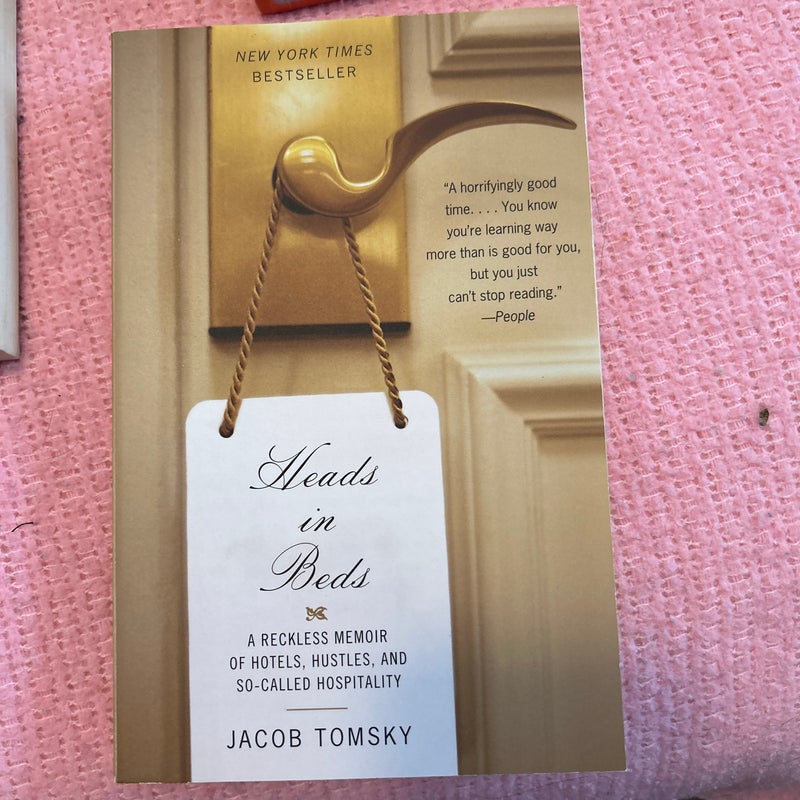 NEW YORK TIMES
BESTSELLER
“A horrifyingly good
time. . . . You know
you’re learning way
more than is good for you,
but you just
can’t stop reading.”
—People
Heads
in
Beds
A RECKLESS MEMOIR
OF HOTELS, HUSTLES, AND
SO-CALLED HOSPITALITY
JACOB TOMSKY